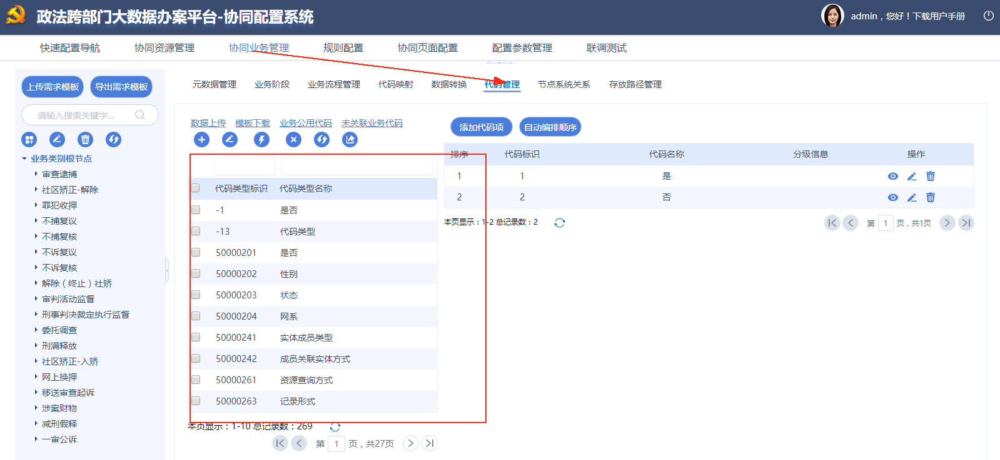 政法跨部门大数据办案平台-协同配置系统
admin，您好！下载用户手册
快速配置导航 协同资源管理 协同业务管理 规则配置 协同页面配置 配置参数管理 联调测试
上传需求模板 导出需求模板
请输入搜索关键字...
业务类别根节点
审查逮捕
社区矫正-解除
罪犯收押
不捕复议
不捕复核
不诉复议
不诉复核
解除（终止）社矫
审判活动监督
刑事判决裁定执行监督
委托调查
刑满释放
社区矫正-入矫
网上换押
移送审查起诉
涉案财物
减刑假释
一审公诉
元数据管理 业务阶段 业务流程管理 代码映射 数据转换 代码管理 节点系统关系 存放路径管理
数据上传 模板下载 业务公用代码 未关联业务代码
代码类型标识 代码类型名称
-1 是否
-13 代码类型
50000201 是否
50000202 性别
50000203 状态
50000204 网系
50000241 实体成员类型
50000242 成员关联实体方式
50000261 资源查询方式
50000263 记录形式
本页显示：1-10 总记录数：269
第 1 页，共27页
添加代码项 自动编排顺序
排序 代码标识 代码名称 分级信息 操作
1 1 是
2 2 否
本页显示：1-2 总记录数：2
第 1 页，共1页